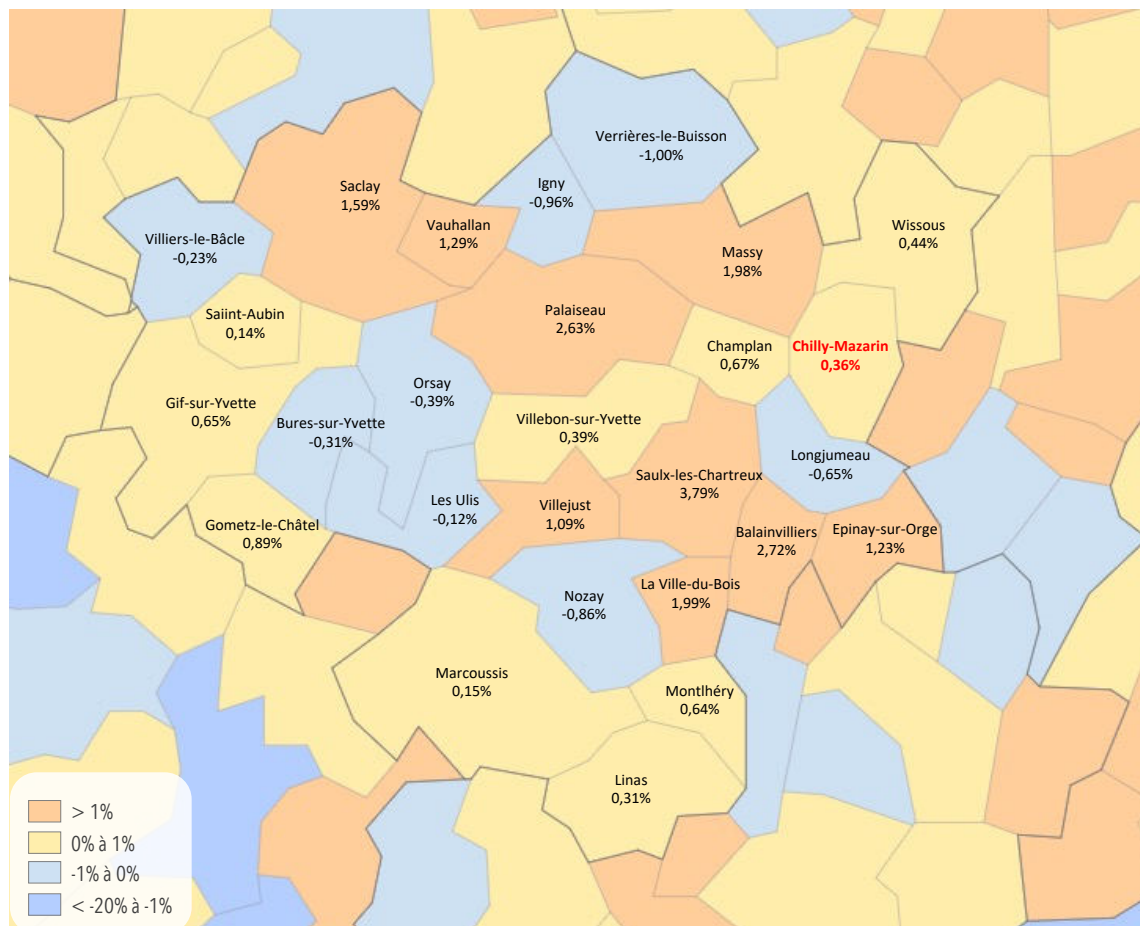 Verrières-le-Buisson
-1,00%
Igny
-0,96%
Saclay
1,59%
Vauhallan
1,29%
Wissous
0,44%
Villiers-le-Bâcle
-0,23%
Massy
1,98%
Saiint-Aubin
0,14%
Palaiseau
2,63%
Champlan
0,67%
Chilly-Mazarin
0,36%
Orsay
-0,39%
Gif-sur-Yvette
0,65%
Bures-sur-Yvette
-0,31%
Villebon-sur-Yvette
0,39%
Longjumeau
-0,65%
Saulx-les-Chartreux
3,79%
Les Ulis
-0,12%
Villejust
1,09%
Gometz-le-Châtel
0,89%
Balainvilliers
2,72%
Epinay-sur-Orge
1,23%
La Ville-du-Bois
1,99%
Nozay
-0,86%
Marcoussis
0,15%
Montlhéry
0,64%
Linas
0,31%
> 1%
0% à 1%
-1% à 0%
< -20% à -1%